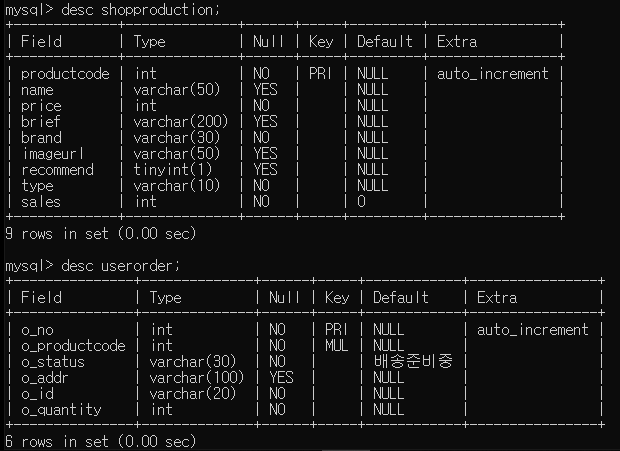 mysql> desc shopproduction;
+-------------+--------------+------+-----+---------+----------------+
| Field | Type | Null | Key | Default | Extra |
+-------------+--------------+------+-----+---------+----------------+
| productcode | int | NO | PRI | NULL | auto_increment |
| name | varchar(50) | YES | | NULL | |
| price | int | NO | | NULL | |
| brief | varchar(200) | YES | | NULL | |
| brand | varchar(30) | NO | | NULL | |
| imageurl | varchar(50) | YES | | NULL | |
| recommend | tinyint(1) | YES | | NULL | |
| type | varchar(10) | NO | | NULL | |
| sales | int | NO | | 0 | |
+-------------+--------------+------+-----+---------+----------------+
9 rows in set (0.00 sec)
mysql> desc userorder;
+---------------+--------------+------+-----+------------+----------------+
| Field | Type | Null | Key | Default | Extra |
+---------------+--------------+------+-----+------------+----------------+
| o_no | int | NO | PRI | NULL | auto_increment |
| o_productcode | int | NO | MUL | NULL | |
| o_status | varchar(30) | NO | | 배송준비중 | |
| o_addr | varchar(100) | YES | | NULL | |
| o_id | varchar(20) | NO | | NULL | |
| o_quantity | int | NO | | NULL | |
+---------------+--------------+------+-----+------------+----------------+
6 rows in set (0.00 sec)